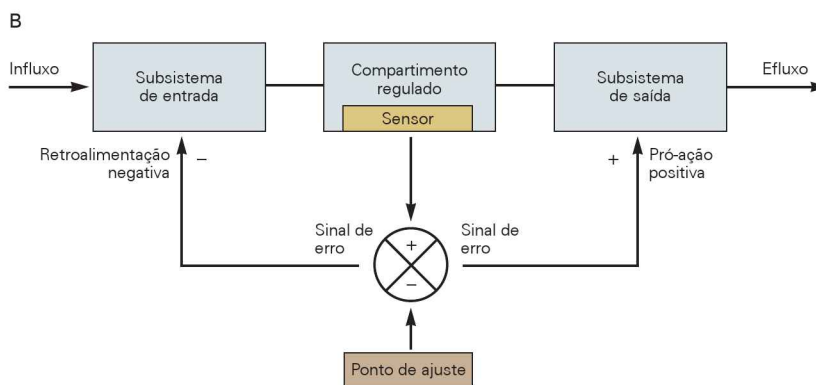 B
Influxo
Subsistema
de entrada
Compartimento
regulado
Sensor
Subsistema
de saída
Efluxo
Retroalimentação
negativa
–
+
Pró-ação
positiva
Sinal de
erro
+
–
Sinal de
erro
Ponto de ajuste